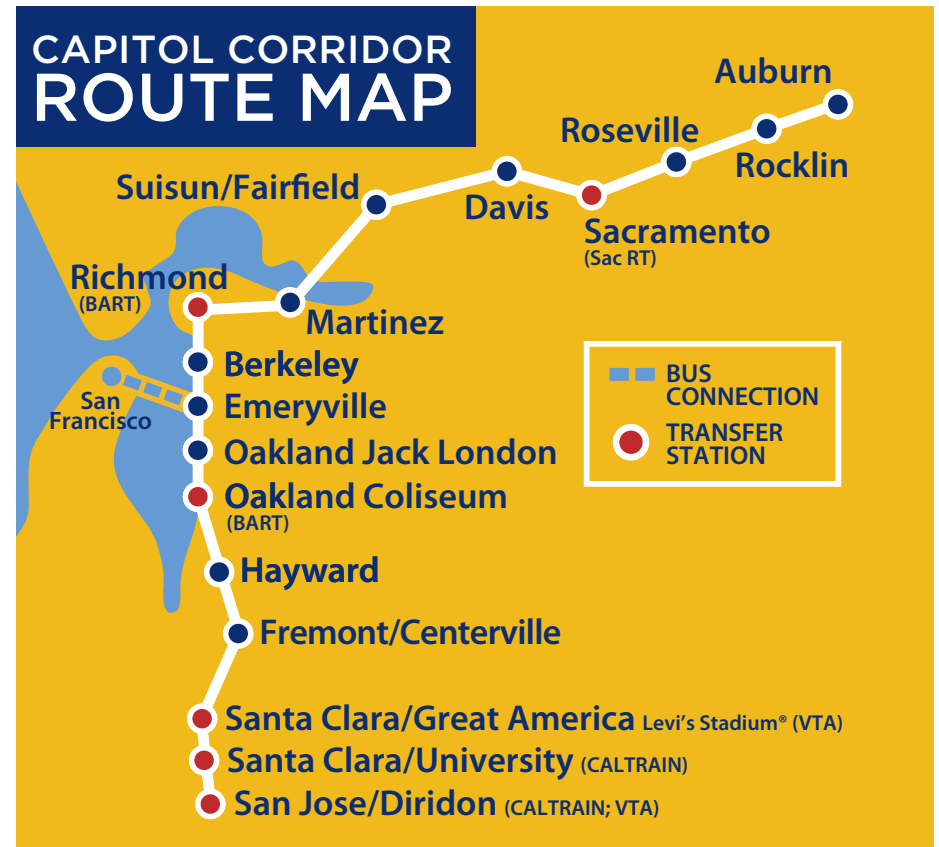 CAPITOL CORRIDOR
ROUTE MAP
Auburn
Roseville
Rocklin
Suisun/Fairfield
Davis
Sacramento
(Sac RT)
Richmond
(BART)
Martinez
Berkeley
San
Francisco
Emeryville
Oakland Jack London
Oakland Coliseum
(BART)
Hayward
Fremont/Centerville
Santa Clara/Great America Levi's Stadium® (VTA)
Santa Clara/University (CALTRAIN)
San Jose/Diridon (CALTRAIN; VTA)
BUS
CONNECTION
TRANSFER
STATION